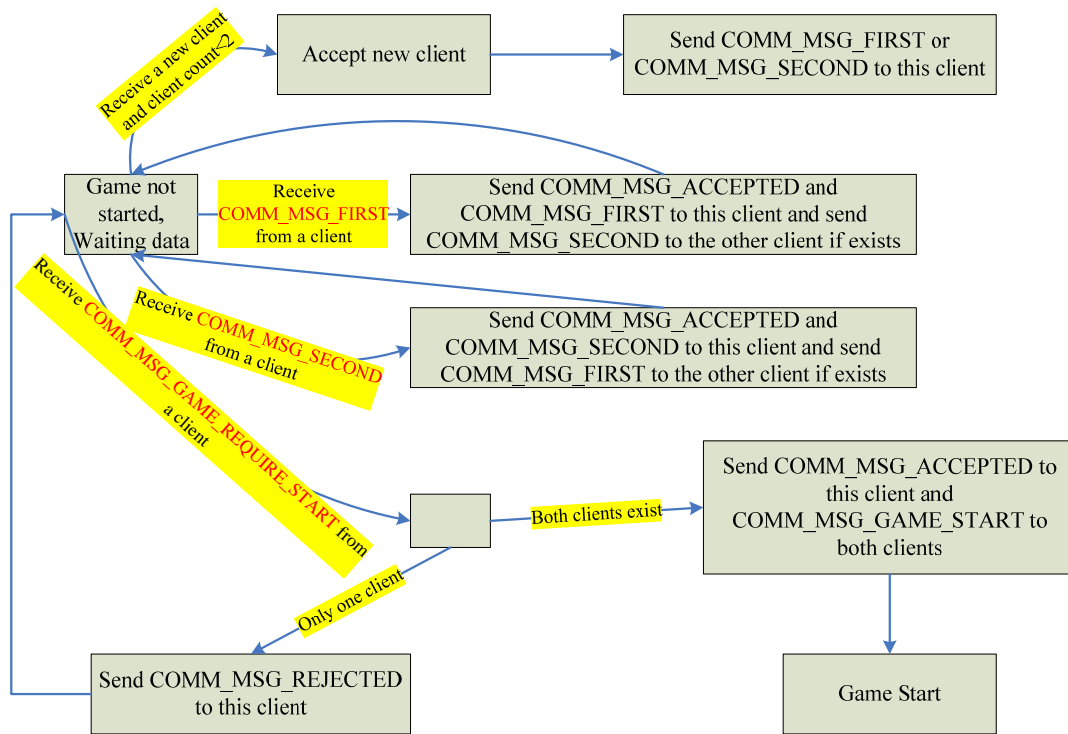 Receive a new client
and client count<2
Accept new client
Send COMM_MSG_FIRST or
COMM_MSG_SECOND to this client
Game not
started,
Waiting data
Receive
COMM_MSG_FIRST
from a client
Send COMM_MSG_ACCEPTED and
COMM_MSG_FIRST to this client and send
COMM_MSG_SECOND to the other client if exists
Receive COMM_MSG_SECOND
from a client
Send COMM_MSG_ACCEPTED and
COMM_MSG_SECOND to this client and send
COMM_MSG_FIRST to the other client if exists
Receive COMM_MSG_GAME_REQUIRE_START from
a client
Both clients exist
Send COMM_MSG_ACCEPTED to
this client and
COMM_MSG_GAME_START to
both clients
Only one client
Send COMM_MSG_REJECTED
to this client
Game Start